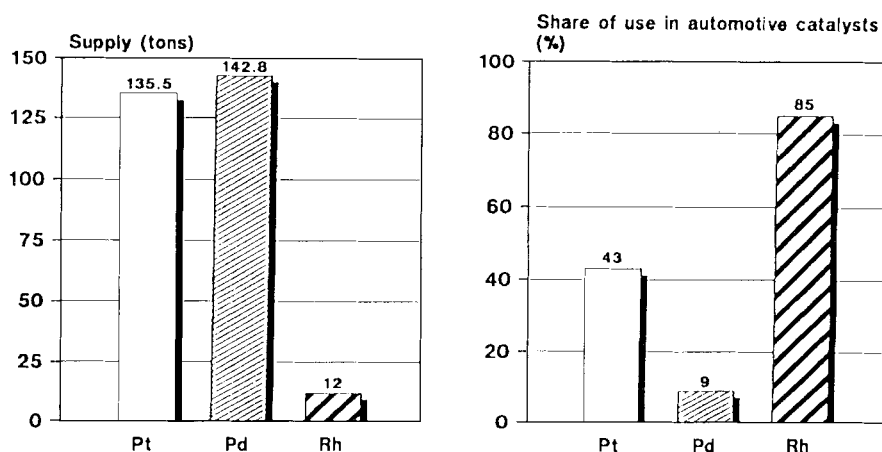 Supply (tons)
150
125
100
75
50
25
0
135.5
142.8
12
Pt
Pd
Rh
Share of use in automotive catalysts
(%)
100
80
60
40
20
0
43
9
85
Pt
Pd
Rh